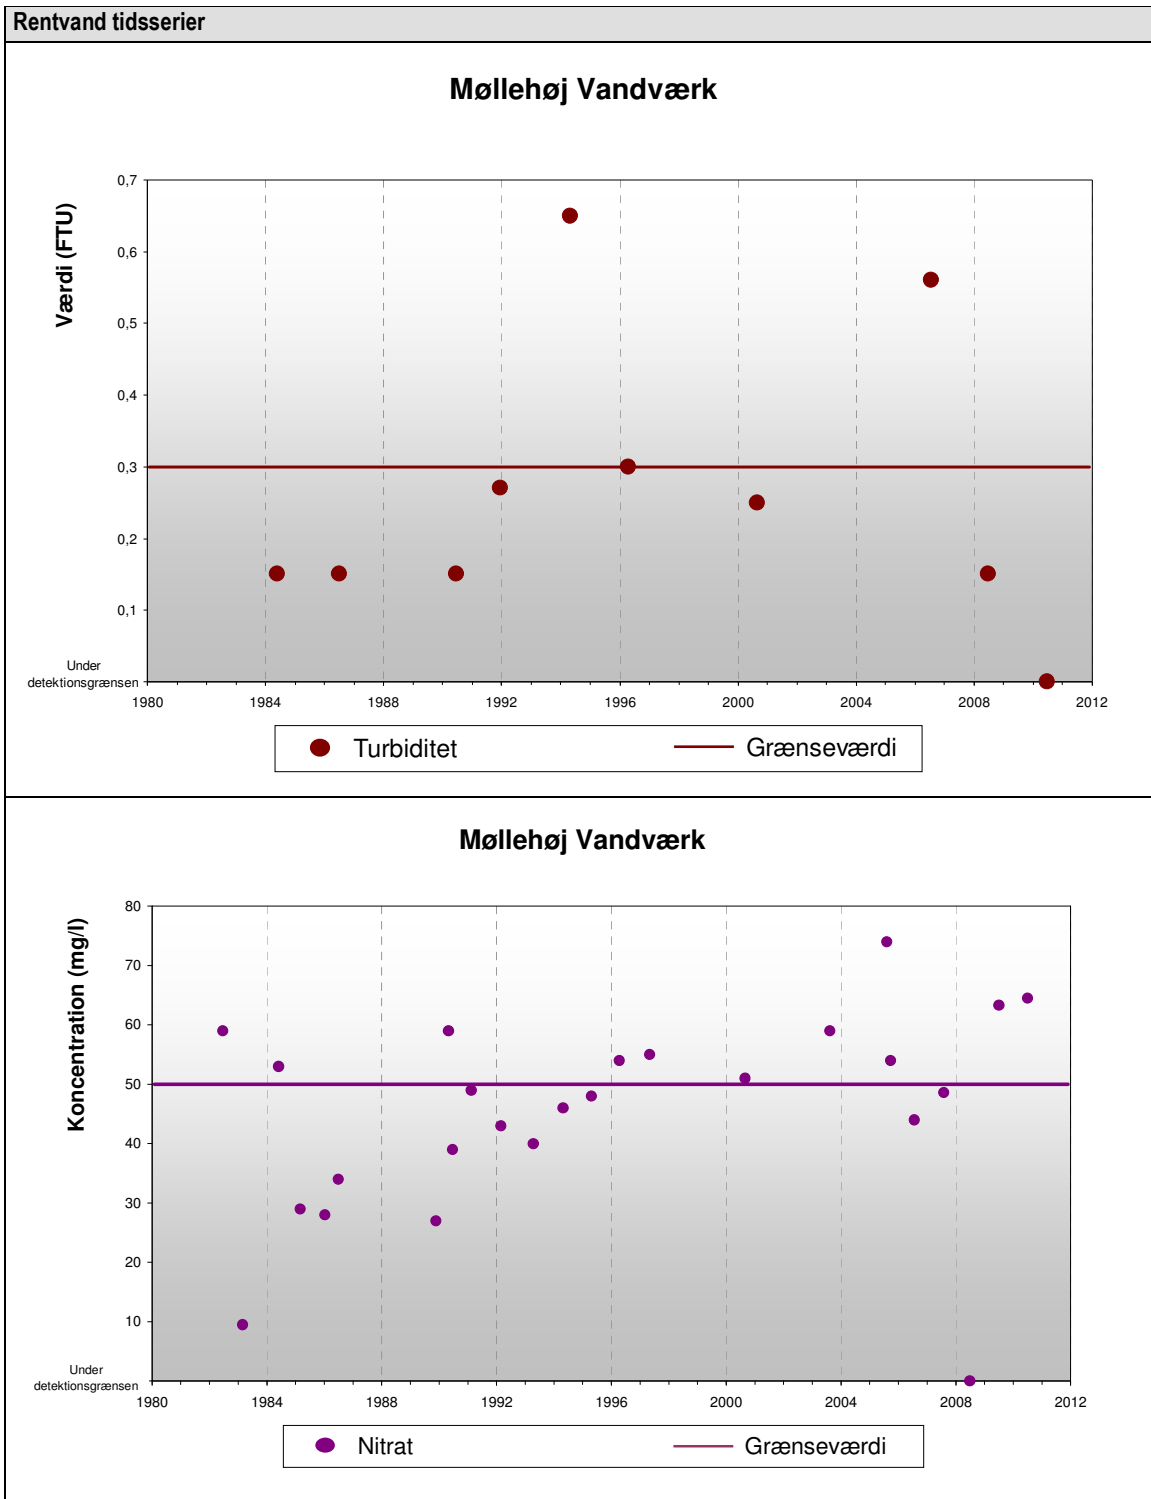 Rentvand tidsserier
Møllehøj Vandværk
Værdi (FTU)
0,7
0,6
0,5
0,4
0,3
0,2
0,1
Under
detektionsgrænsen
1980 1984 1988 1992 1996 2000 2004 2008 2012
Turbiditet Grænseværdi
Møllehøj Vandværk
Koncentration (mg/l)
80
70
60
50
40
30
20
10
Under
detektionsgrænsen
1980 1984 1988 1992 1996 2000 2004 2008 2012
Nitrat Grænseværdi